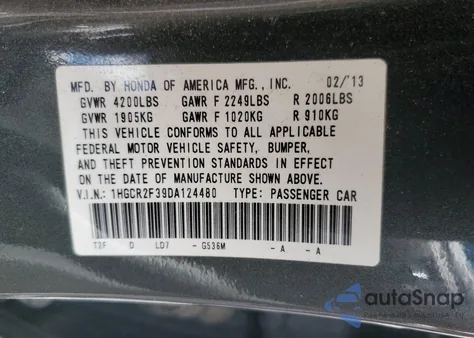 MFD. BY HONDA OF AMERICA MFG., INC. 02/'13
GVWR 4200LBS GAWR F 2249LBS R 2006LBS
GVWR 1905KG GAWR F 1020KG R 910KG
THIS VEHICLE CONFORMS TO ALL APPLICABLE
FEDERAL MOTOR VEHICLE SAFETY, BUMPER,
AND THEFT PREVENTION STANDARDS IN EFFECT
ON THE DATE OF MANUFACTURE SHOWN ABOVE.
V.I.N.: 1HGCR2F39DA124480 TYPE: PASSENGER CAR
T2F D LD7 - G536M - A - A
autoSnap